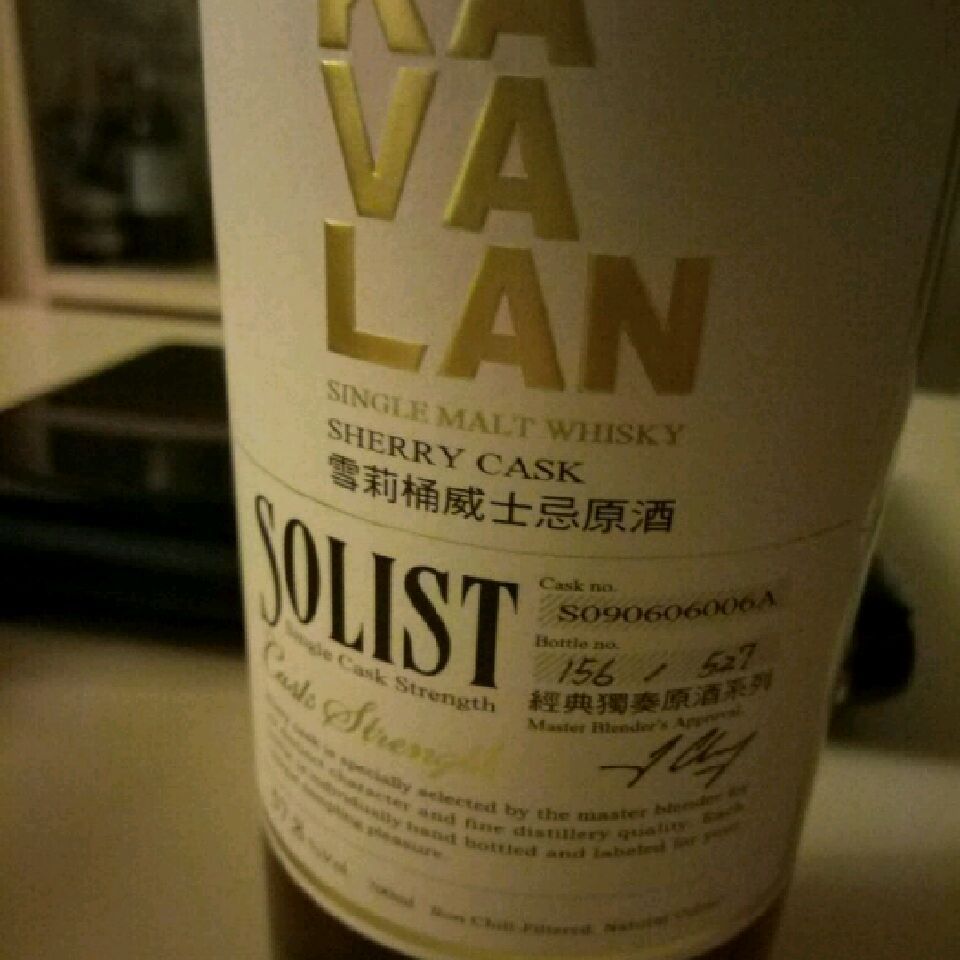 KA
VA
LAN
SINGLE MALT WHISKY
SHERRY CASK
雪莉桶威士忌原酒
SOLIST
Single Cask Strength
Cask Strength
Cask no.
S090606006A
Bottle no.
156 / 527
經典獨奏原酒系列
Master Blender's Approval
is specially selected by the master blender for
character and fine distillery quality. Each
individually hand bottled and labeled for your
pleasure.
Non Chill-Filtered. Natural